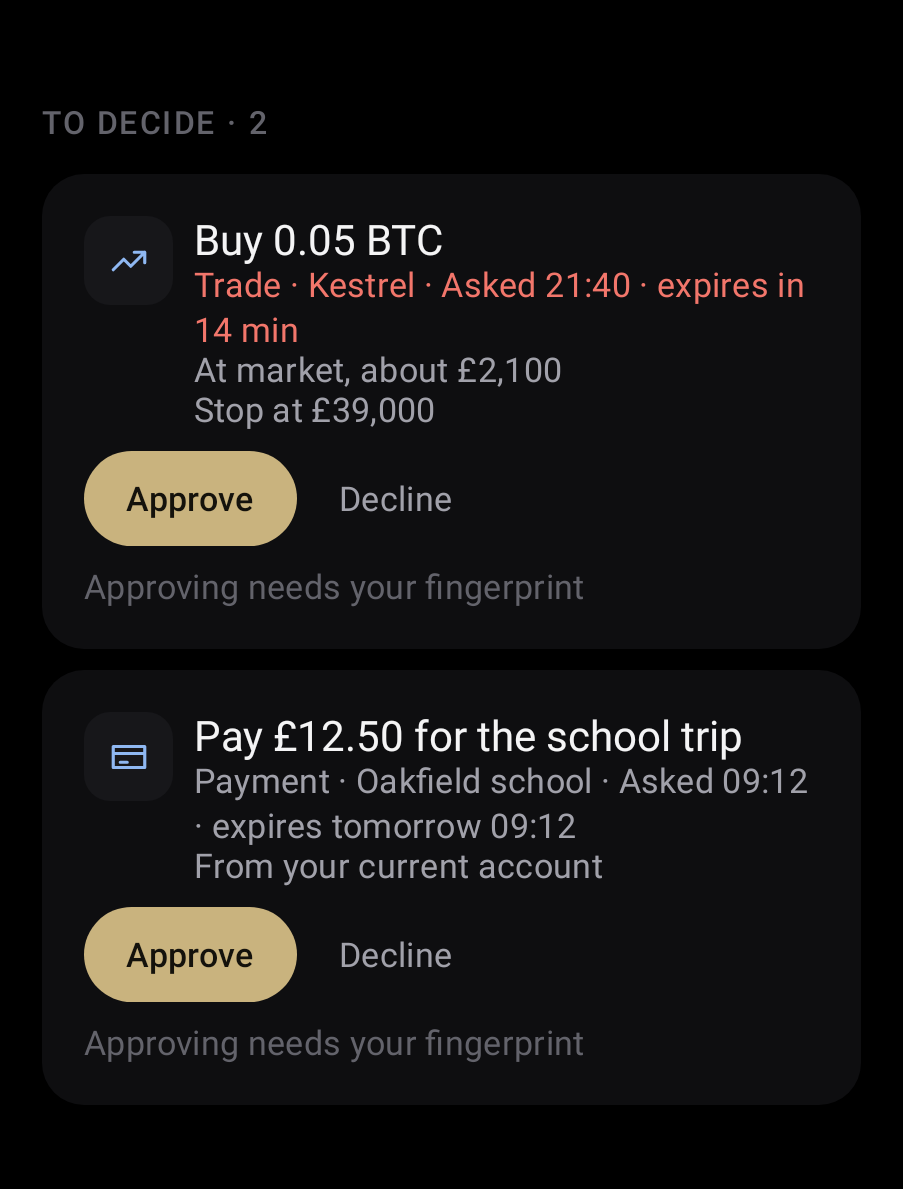 TO DECIDE · 2
Buy 0.05 BTC
Trade · Kestrel · Asked 21:40 · expires in
14 min
At market, about £2,100
Stop at £39,000
Approve
Decline
Approving needs your fingerprint
Pay £12.50 for the school trip
Payment · Oakfield school · Asked 09:12
· expires tomorrow 09:12
From your current account
Approve
Decline
Approving needs your fingerprint